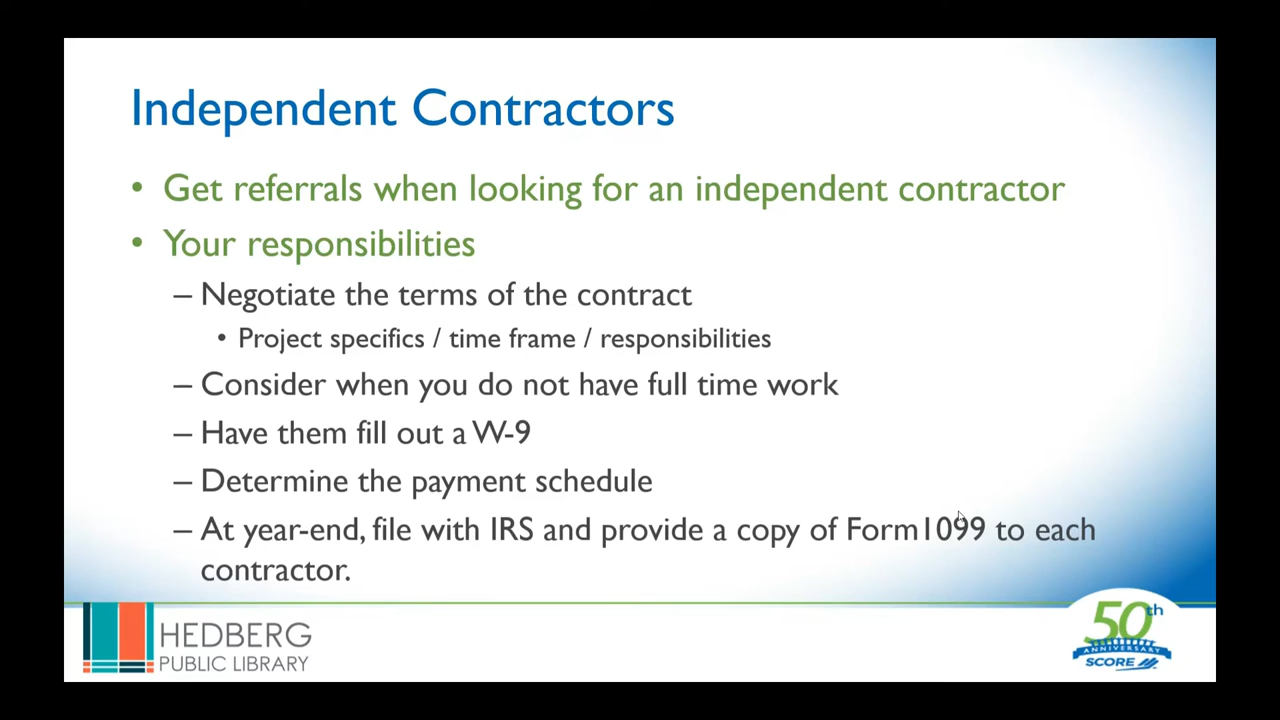 Independent Contractors
• Get referrals when looking for an independent contractor
• Your responsibilities
– Negotiate the terms of the contract
• Project specifics / time frame / responsibilities
– Consider when you do not have full time work
– Have them fill out a W-9
– Determine the payment schedule
– At year-end, file with IRS and provide a copy of Form1099 to each
contractor.
HEDBERG
PUBLIC LIBRARY
50th
ANNIVERSARY
SCORE